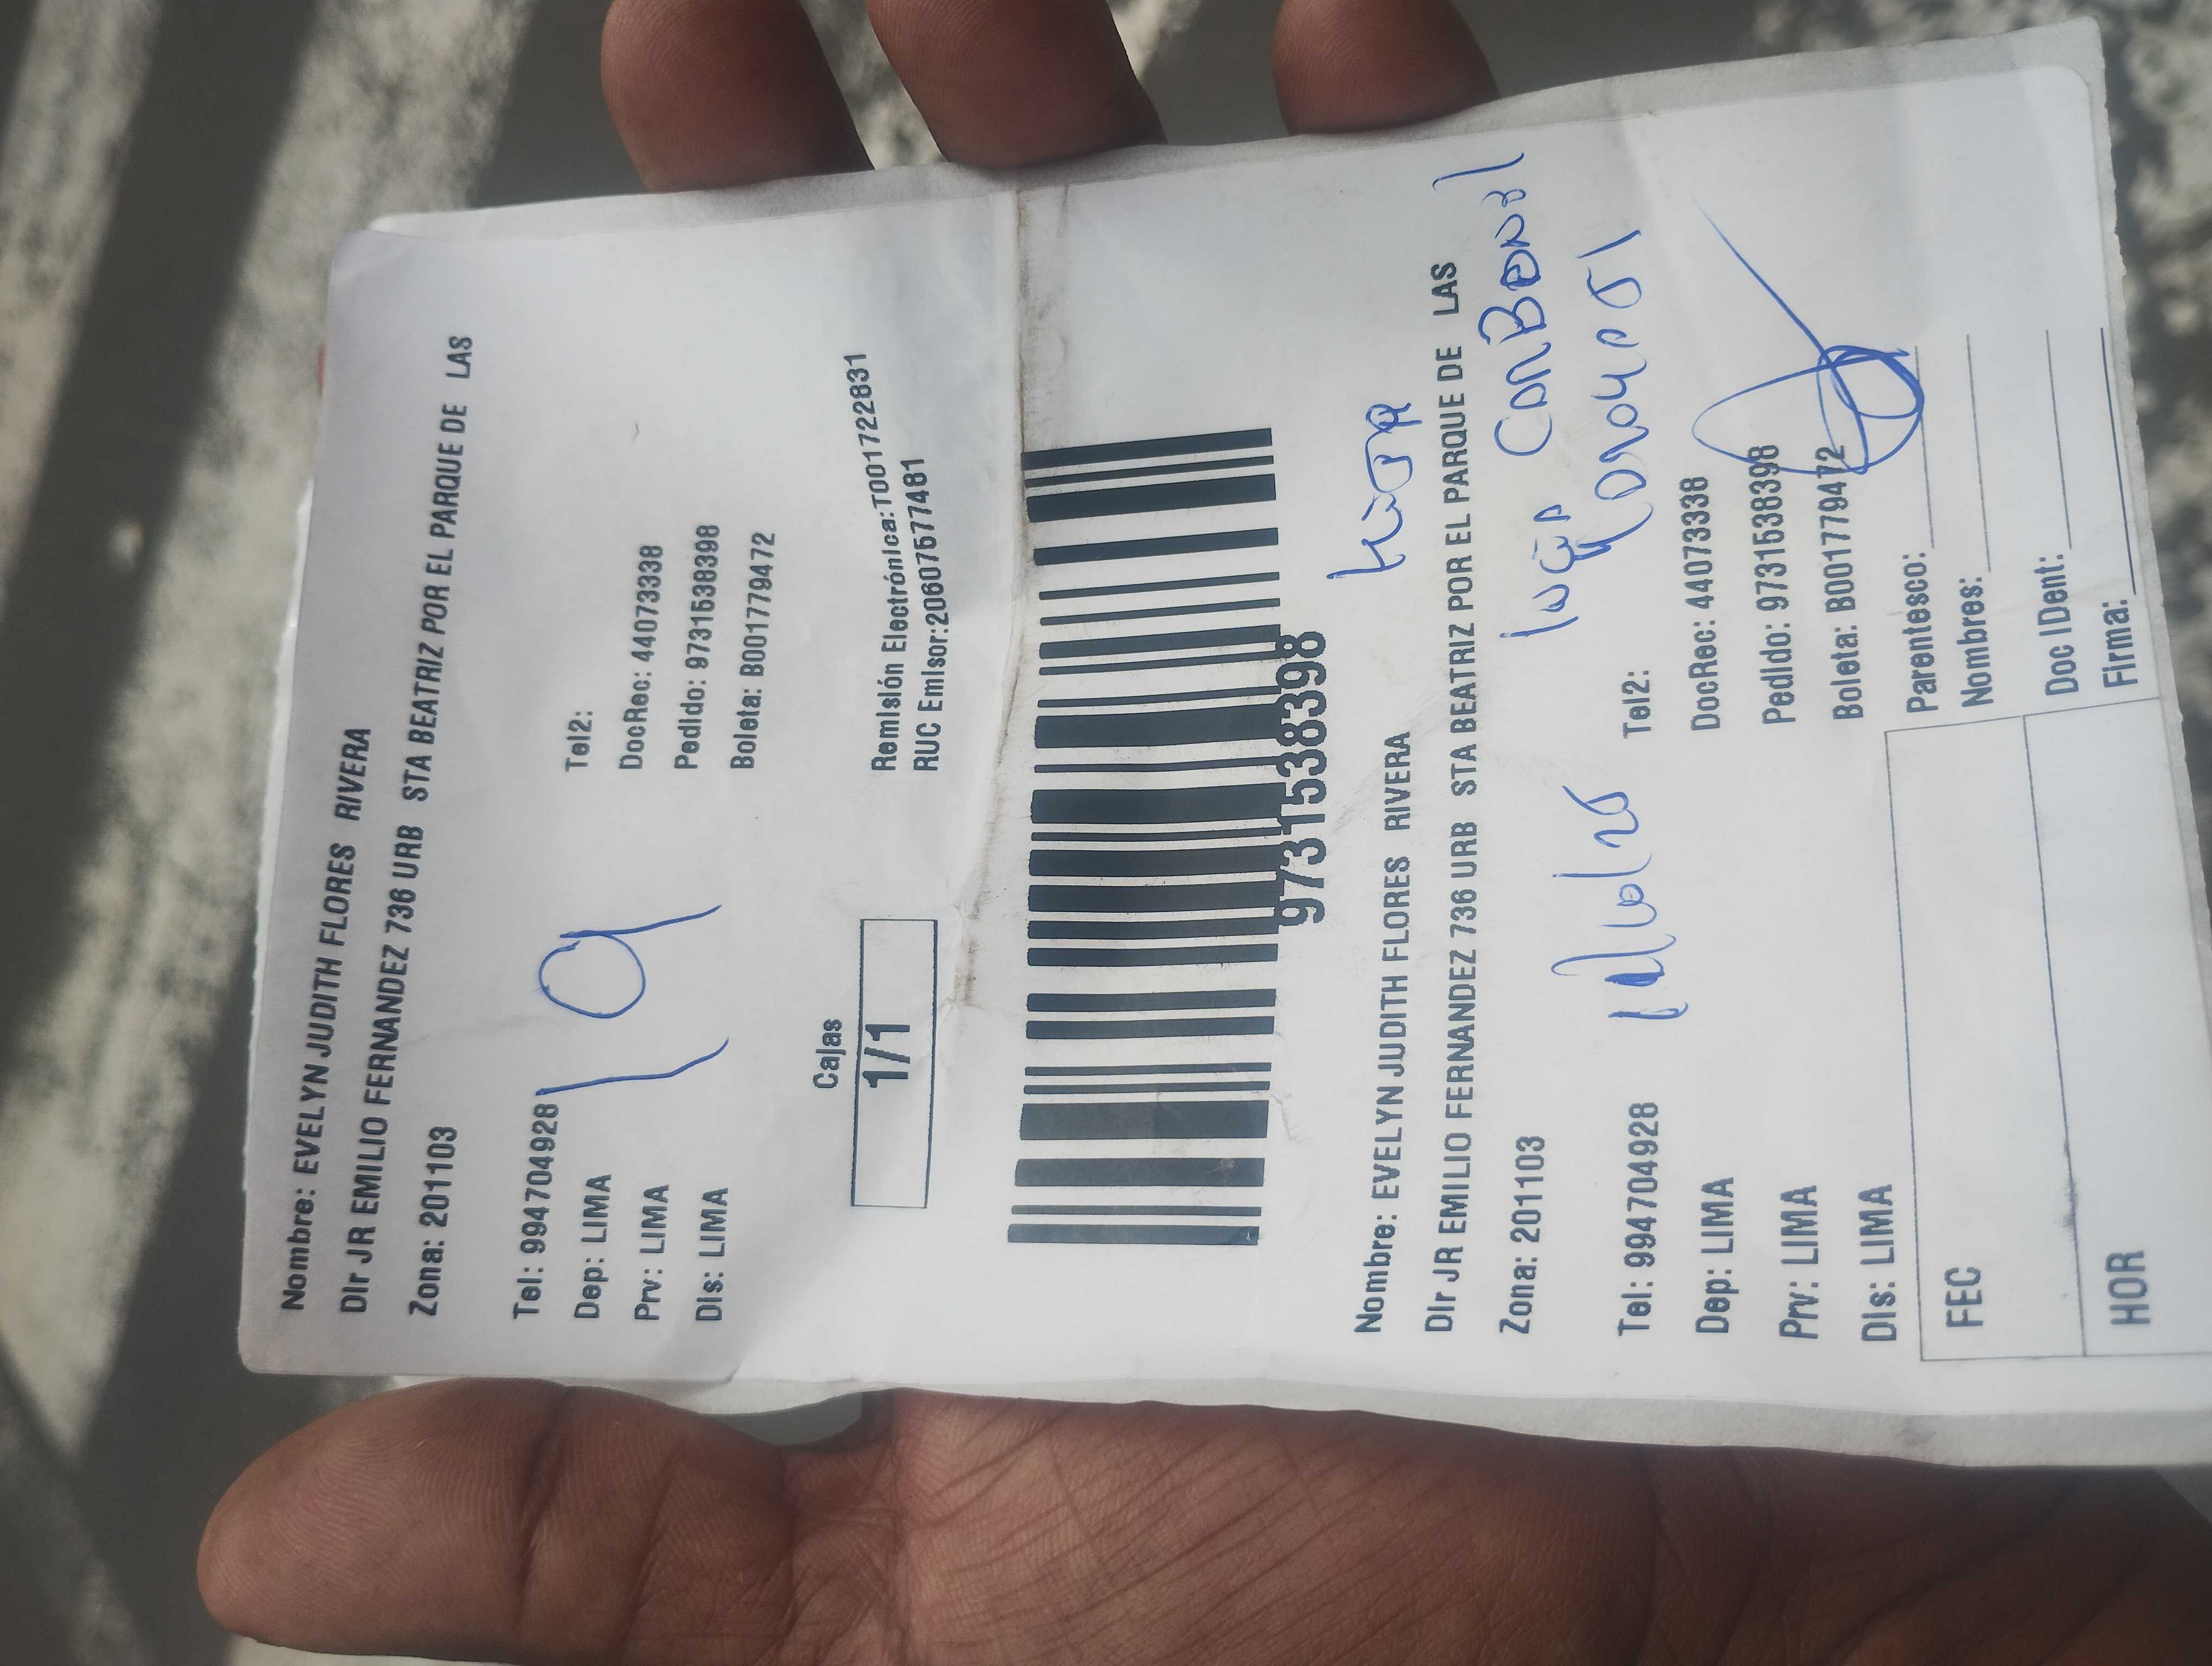 Nombre: EVELYN JUDITH FLORES RIVERA
DIr JR EMILIO FERNANDEZ 736 URB STA BEATRIZ POR EL PARQUE DE LAS
Zona: 201103
Tel: 994704928 Tel2:
Dep: LIMA DocRec: 44073338
Prv: LIMA Pedido: 9731538398
Dis: LIMA Boleta: B001779472
19
Cajas
1/1
Remisión Electrónica:T001722831
RUC Emisor:20607577481
9731538398
Nombre: EVELYN JUDITH FLORES RIVERA
DIr JR EMILIO FERNANDEZ 736 URB STA BEATRIZ POR EL PARQUE DE LAS
Zona: 201103
Tel: 994704928 Tel2:
Dep: LIMA DocRec: 44073338
Prv: LIMA Pedido: 9731538398
Dis: LIMA Boleta: B001779472
FEC Parentesco:
Nombres:
HOR Doc IDent:
Firma: